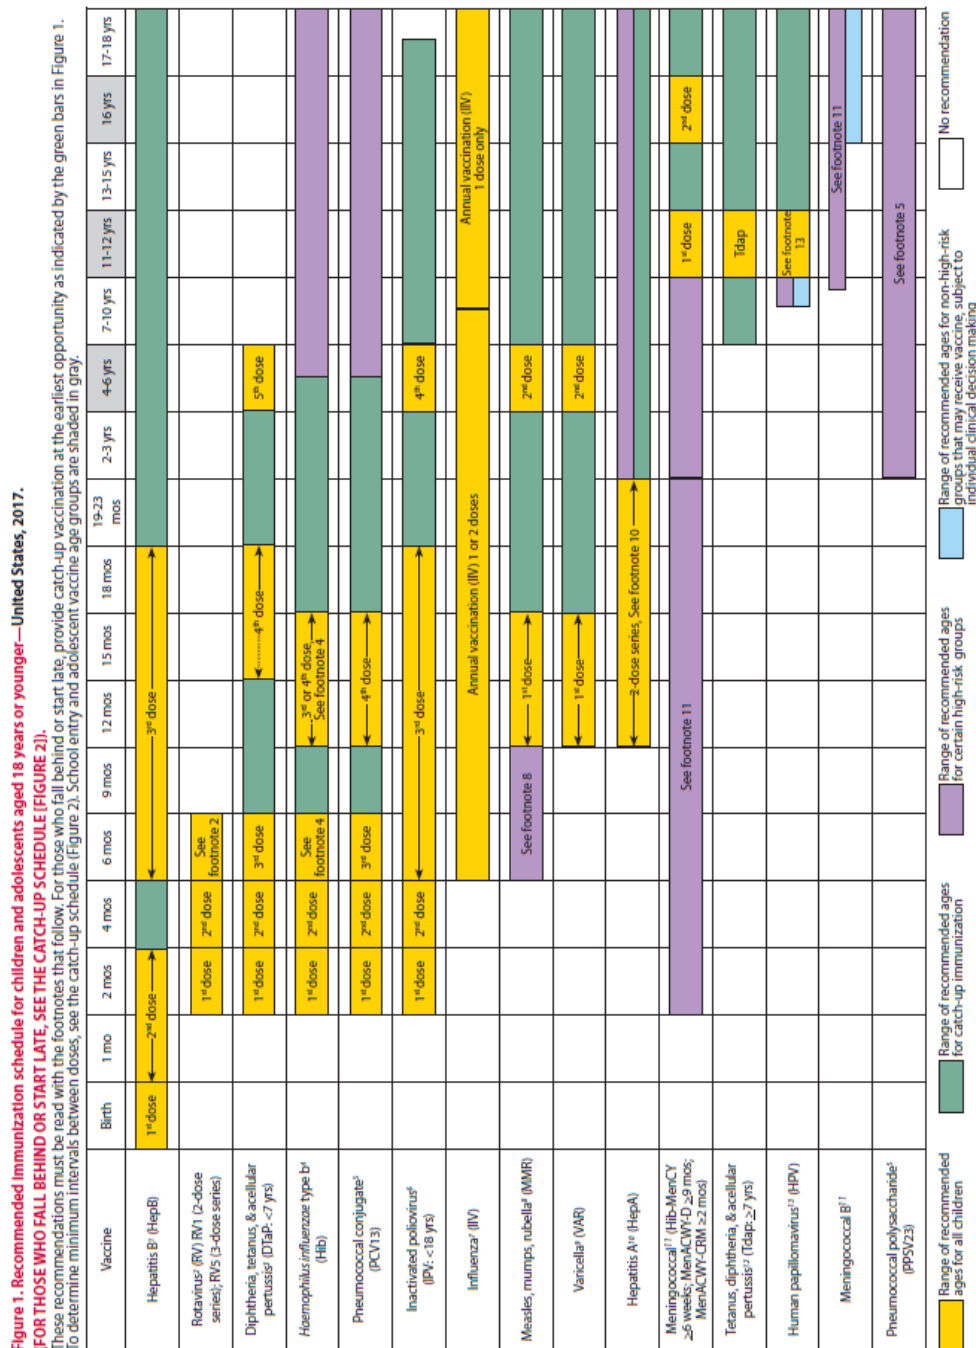 Figure 1. Recommended immunization schedule for children and adolescents aged 18 years or younger—United States, 2017.
(FOR THOSE WHO FALL BEHIND OR START LATE, SEE THE CATCH-UP SCHEDULE [FIGURE 2]).
These recommendations must be read with the footnotes that follow. For those who fall behind or start late, provide catch-up vaccination at the earliest opportunity as indicated by the green bars in Figure 1.
To determine minimum intervals between doses, see the catch-up schedule (Figure 2). School entry and adolescent vaccine age groups are shaded in gray.
Vaccine
Birth
1 mo
2 mos
4 mos
6 mos
9 mos
12 mos
15 mos
18 mos
19-23
mos
2-3 yrs
4-6 yrs
7-10 yrs
11-12 yrs
13-15 yrs
16 yrs
17-18 yrs
Hepatitis B¹ (HepB)
1ˢᵗ dose
2ⁿᵈ dose
3ʳᵈ dose
Rotavirus² (RV) RV1 (2-dose
series); RV5 (3-dose series)
1ˢᵗ dose
2ⁿᵈ dose
See
footnote 2
Diphtheria, tetanus, & acellular
pertussis³ (DTaP: <7 yrs)
1ˢᵗ dose
2ⁿᵈ dose
3ʳᵈ dose
4ᵗʰ dose
5ᵗʰ dose
Haemophilus influenzae type b⁴
(Hib)
1ˢᵗ dose
2ⁿᵈ dose
See
footnote 4
3ʳᵈ or 4ᵗʰ dose,
See footnote 4
Pneumococcal conjugate⁵
(PCV13)
1ˢᵗ dose
2ⁿᵈ dose
3ʳᵈ dose
4ᵗʰ dose
Inactivated poliovirus⁶
(IPV: <18 yrs)
1ˢᵗ dose
2ⁿᵈ dose
3ʳᵈ dose
4ᵗʰ dose
Influenza⁷ (IIV)
Annual vaccination (IIV) 1 or 2 doses
Annual vaccination (IIV)
1 dose only
Measles, mumps, rubella⁸ (MMR)
See footnote 8
1ˢᵗ dose
2ⁿᵈ dose
Varicella⁹ (VAR)
1ˢᵗ dose
2ⁿᵈ dose
Hepatitis A¹⁰ (HepA)
2-dose series, See footnote 10
Meningococcal¹¹ (Hib-MenCY
≥6 weeks; MenACWY-D ≥9 mos;
MenACWY-CRM ≥2 mos)
See footnote 11
1ˢᵗ dose
2ⁿᵈ dose
Tetanus, diphtheria, & acellular
pertussis¹² (Tdap: ≥7 yrs)
Tdap
Human papillomavirus¹³ (HPV)
See footnote
13
Meningococcal B¹¹
See footnote 11
Pneumococcal polysaccharide⁵
(PPSV23)
See footnote 5
Range of recommended
ages for all children
Range of recommended ages
for catch-up immunization
Range of recommended ages
for certain high-risk groups
Range of recommended ages for non-high-risk
groups that may receive vaccine, subject to
individual clinical decision making
No recommendation